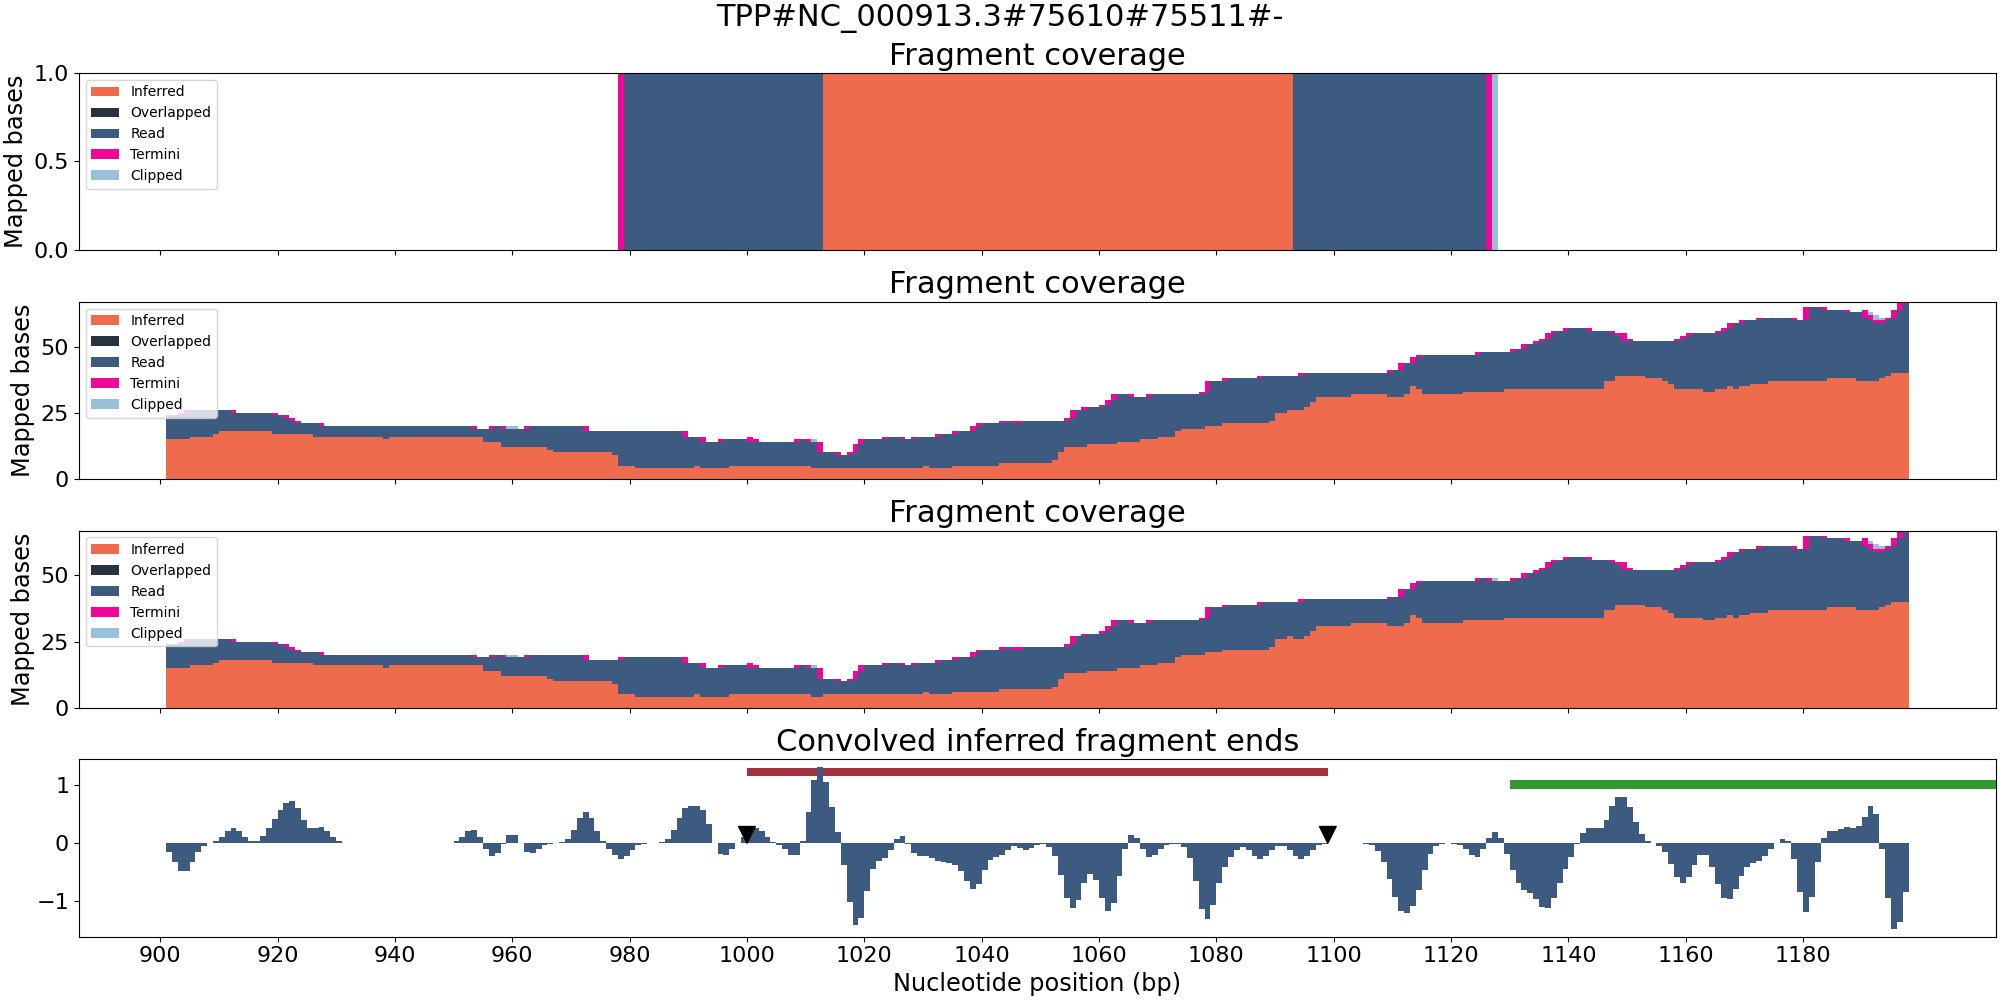 TPP#NC_000913.3#75610#75511#-
Fragment coverage
Mapped bases
1.0
0.5
0.0
Inferred
Overlapped
Read
Termini
Clipped
Fragment coverage
Mapped bases
50
25
0
Inferred
Overlapped
Read
Termini
Clipped
Fragment coverage
Mapped bases
50
25
0
Inferred
Overlapped
Read
Termini
Clipped
Convolved inferred fragment ends
1
0
−1
900 920 940 960 980 1000 1020 1040 1060 1080 1100 1120 1140 1160 1180
Nucleotide position (bp)